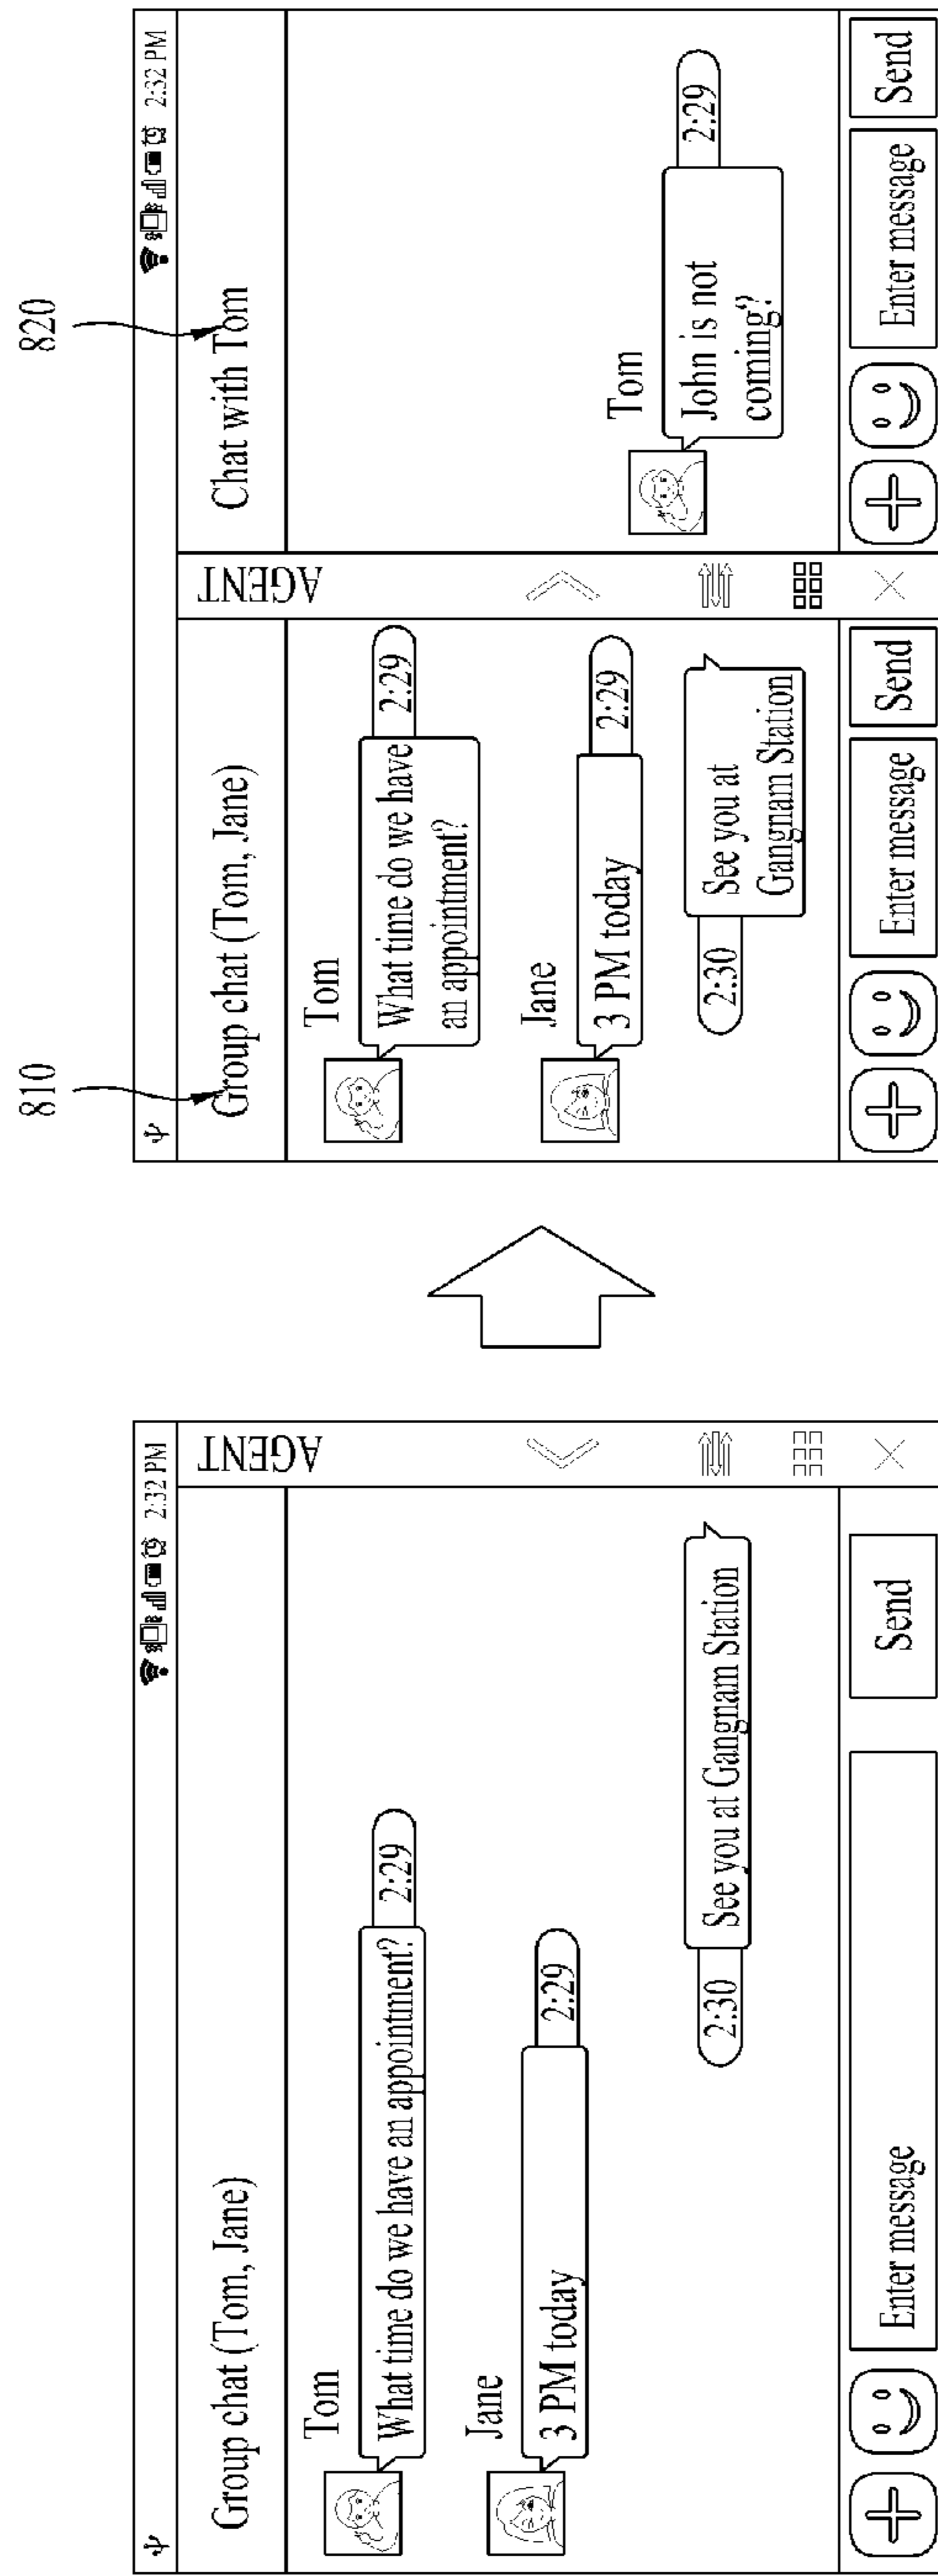 2:32 PM
Group chat (Tom, Jane)
AGENT
Tom
What time do we have an appointment?
2:29
Jane
3 PM today
2:29
2:30
See you at Gangnam Station
Enter message
Send
810
820
2:32 PM
Group chat (Tom, Jane)
AGENT
Chat with Tom
Tom
What time do we have
an appointment?
2:29
Jane
3 PM today
2:29
2:30
See you at
Gangnam Station
Enter message
Send
Tom
John is not
coming?
2:29
Enter message
Send